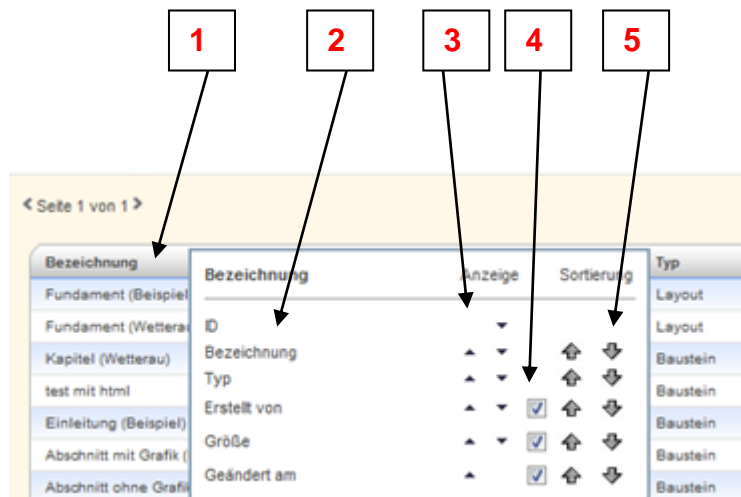 1 2 3 4 5
Seite 1 von 1
Bezeichnung
Fundament (Beispiel
Fundament (Wetterau
Kapitel (Wetterau)
test mit html
Einleitung (Beispiel)
Abschnitt mit Grafik (
Abschnitt ohne Grafik
Bezeichnung Anzeige Sortierung
ID
Bezeichnung
Typ
Erstellt von
Größe
Geändert am
Typ
Layout
Layout
Baustein
Baustein
Baustein
Baustein
Baustein